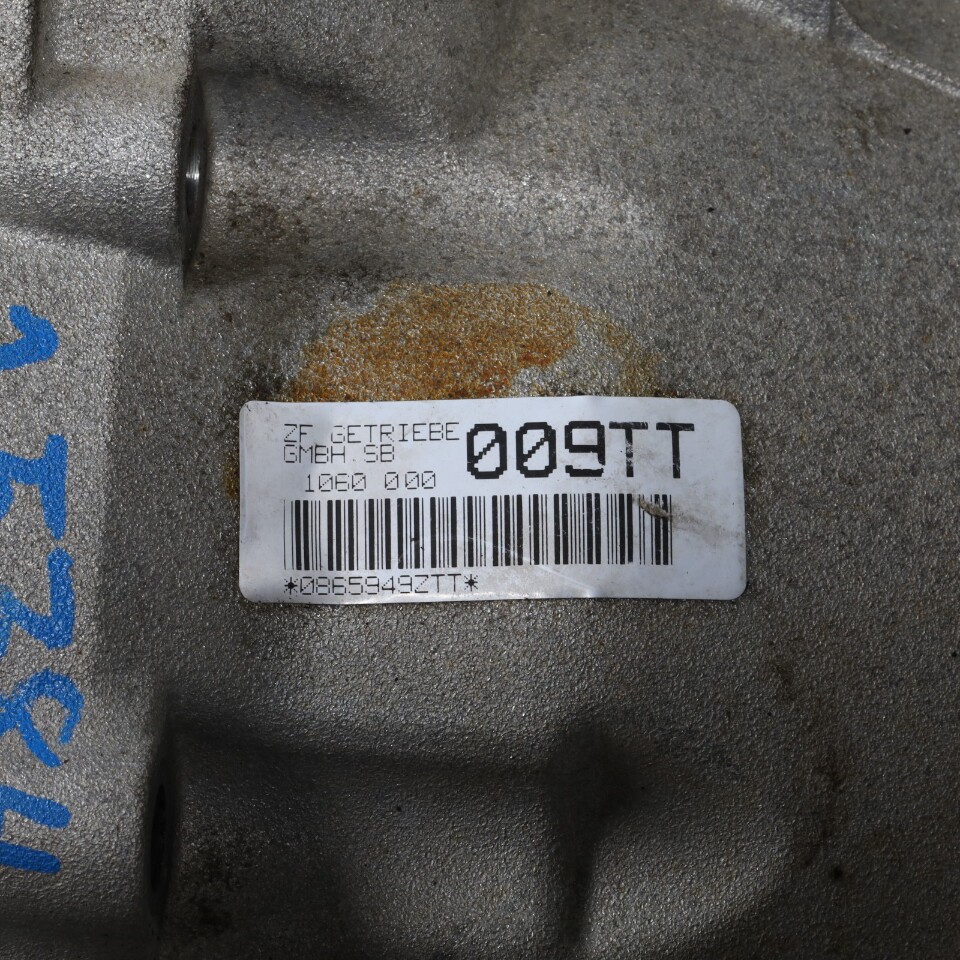 ZF GETRIEBE
GMBH SB
009TT
1060 000
*0865949ZTT*